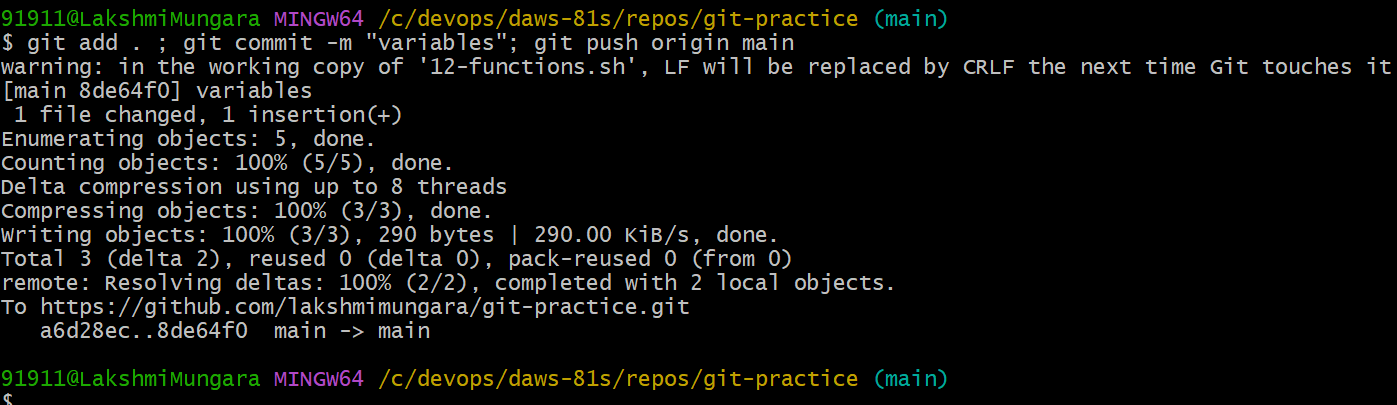 91911@LakshmiMungara MINGW64 /c/devops/daws-81s/repos/git-practice (main)
$ git add . ; git commit -m "variables"; git push origin main
warning: in the working copy of '12-functions.sh', LF will be replaced by CRLF the next time Git touches it
[main 8de64f0] variables
 1 file changed, 1 insertion(+)
Enumerating objects: 5, done.
Counting objects: 100% (5/5), done.
Delta compression using up to 8 threads
Compressing objects: 100% (3/3), done.
Writing objects: 100% (3/3), 290 bytes | 290.00 KiB/s, done.
Total 3 (delta 2), reused 0 (delta 0), pack-reused 0 (from 0)
remote: Resolving deltas: 100% (2/2), completed with 2 local objects.
To https://github.com/lakshmimungara/git-practice.git
   a6d28ec..8de64f0  main -> main

91911@LakshmiMungara MINGW64 /c/devops/daws-81s/repos/git-practice (main)
$